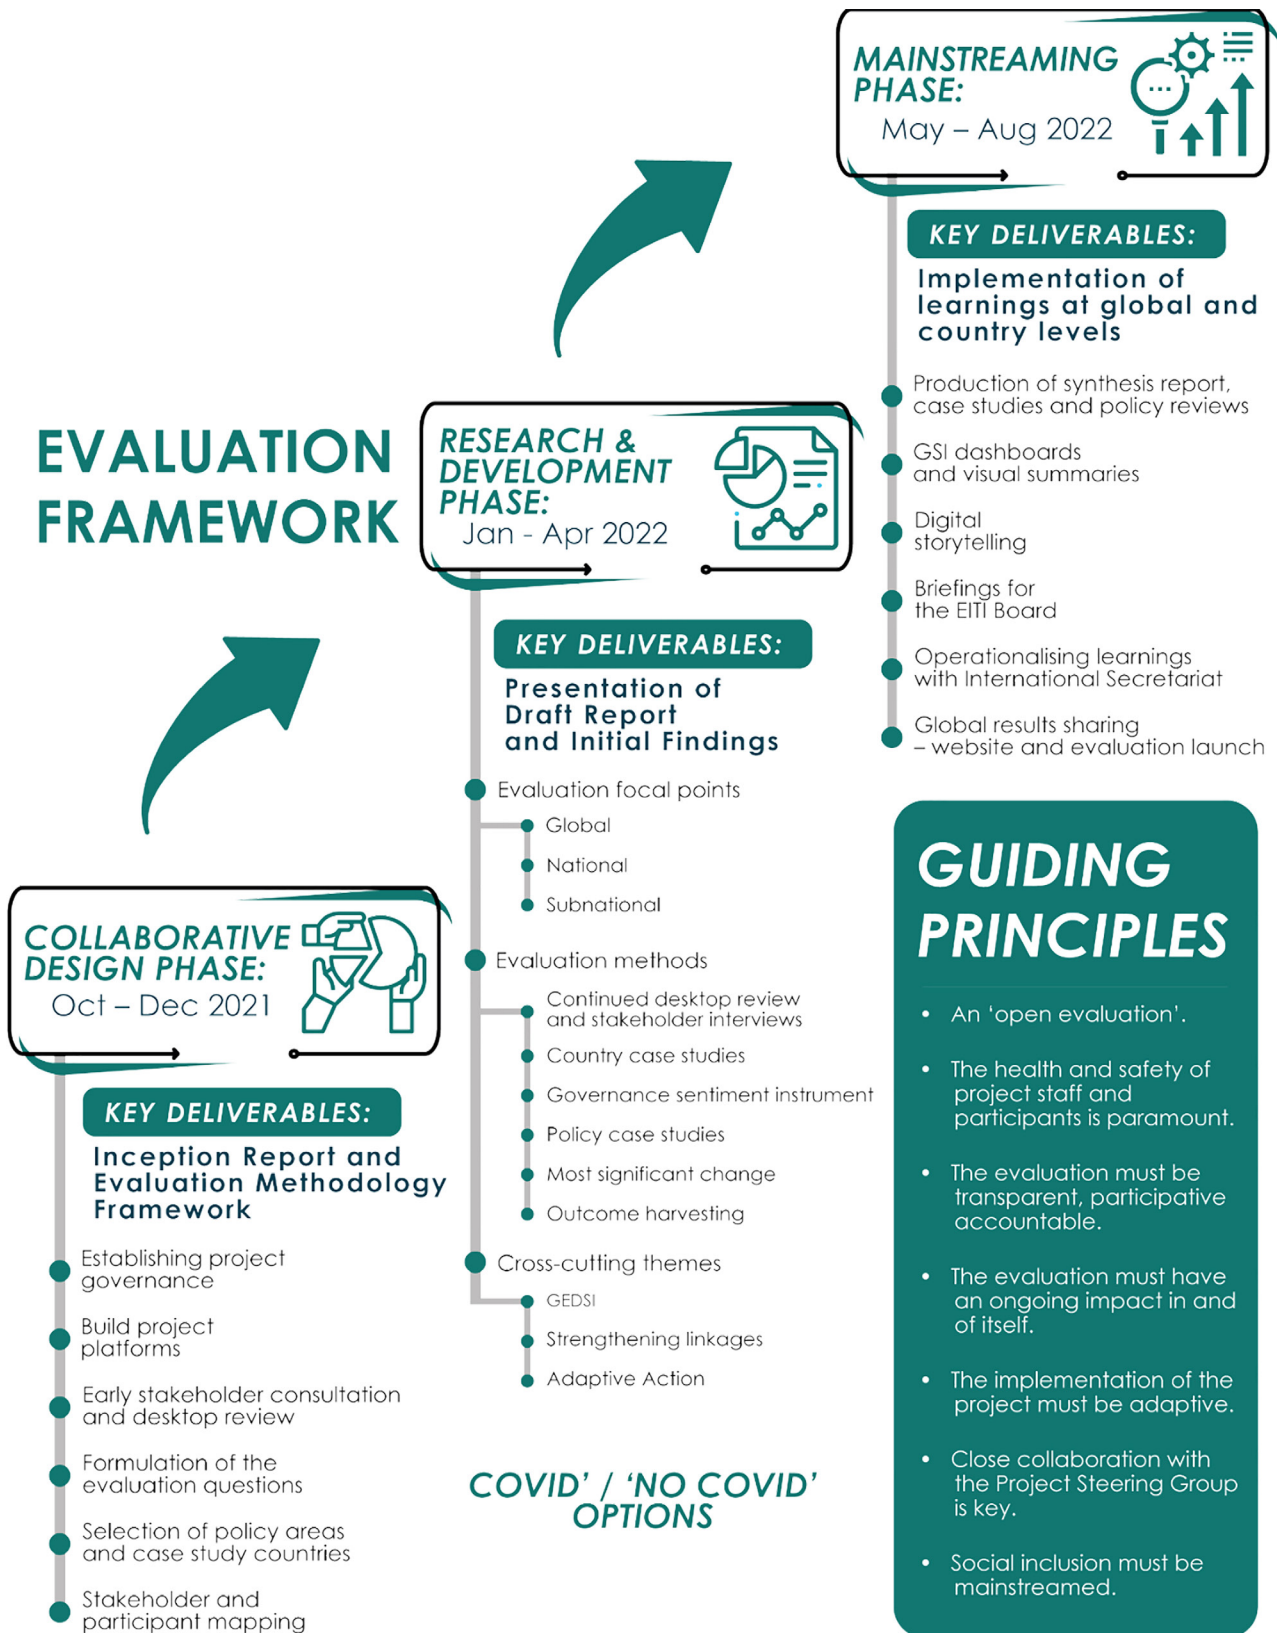 EVALUATION
FRAMEWORK
COLLABORATIVE
DESIGN PHASE:
Oct – Dec 2021
KEY DELIVERABLES:
Inception Report and
Evaluation Methodology
Framework
Establishing project
governance
Build project
platforms
Early stakeholder consultation
and desktop review
Formulation of the
evaluation questions
Selection of policy areas
and case study countries
Stakeholder and
participant mapping
RESEARCH &
DEVELOPMENT
PHASE:
Jan - Apr 2022
KEY DELIVERABLES:
Presentation of
Draft Report
and Initial Findings
Evaluation focal points
Global
National
Subnational
Evaluation methods
Continued desktop review
and stakeholder interviews
Country case studies
Governance sentiment instrument
Policy case studies
Most significant change
Outcome harvesting
Cross-cutting themes
GEDSI
Strengthening linkages
Adaptive Action
COVID' / 'NO COVID'
OPTIONS
MAINSTREAMING
PHASE:
May – Aug 2022
KEY DELIVERABLES:
Implementation of
learnings at global and
country levels
Production of synthesis report,
case studies and policy reviews
GSI dashboards
and visual summaries
Digital
storytelling
Briefings for
the EITI Board
Operationalising learnings
with International Secretariat
Global results sharing
– website and evaluation launch
GUIDING
PRINCIPLES
• An 'open evaluation'.
• The health and safety of
project staff and
participants is paramount.
• The evaluation must be
transparent, participative
accountable.
• The evaluation must have
an ongoing impact in and
of itself.
• The implementation of the
project must be adaptive.
• Close collaboration with
the Project Steering Group
is key.
• Social inclusion must be
mainstreamed.